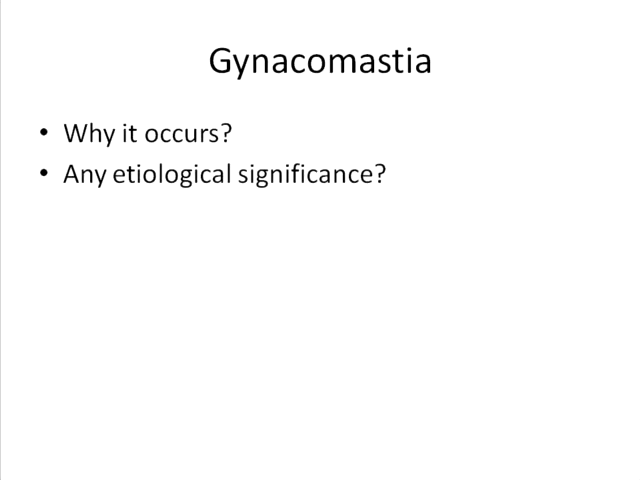 Gynacomastia
• Why it occurs?
• Any etiological significance?